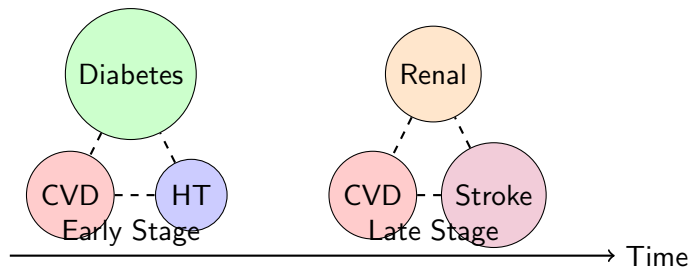 Diabetes
CVD
HT
Early Stage
Renal
CVD
Stroke
Late Stage
Time